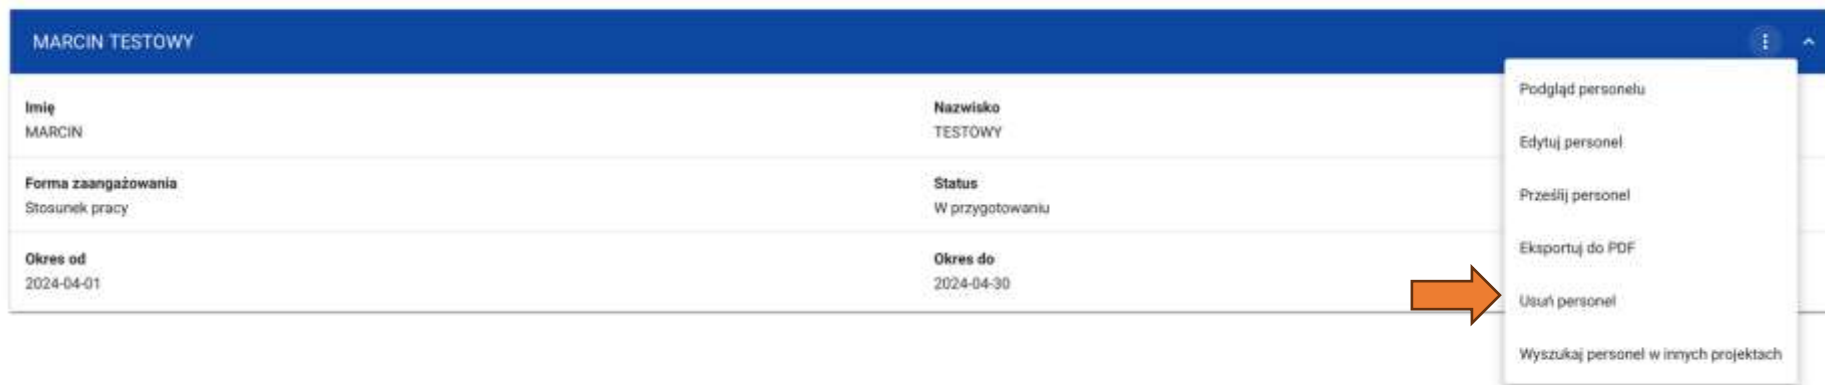 MARCIN TESTOWY
Imię
MARCIN
Nazwisko
TESTOWY
Forma zaangażowania
Stosunek pracy
Status
W przygotowaniu
Okres od
2024-04-01
Okres do
2024-04-30
Podgląd personelu
Edytuj personel
Prześlij personel
Eksportuj do PDF
Usuń personel
Wyszukaj personel w innych projektach